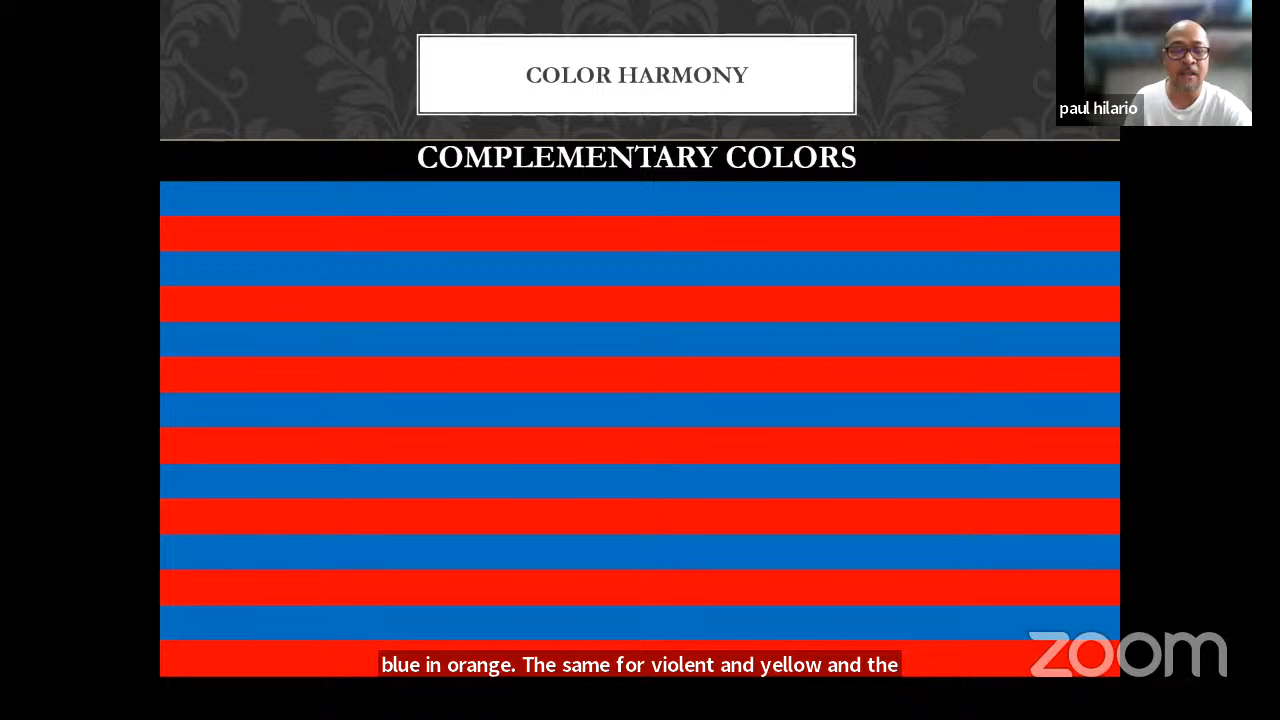 COLOR HARMONY
paul hilario
COMPLEMENTARY COLORS
blue in orange. The same for violent and yellow and the
zoom